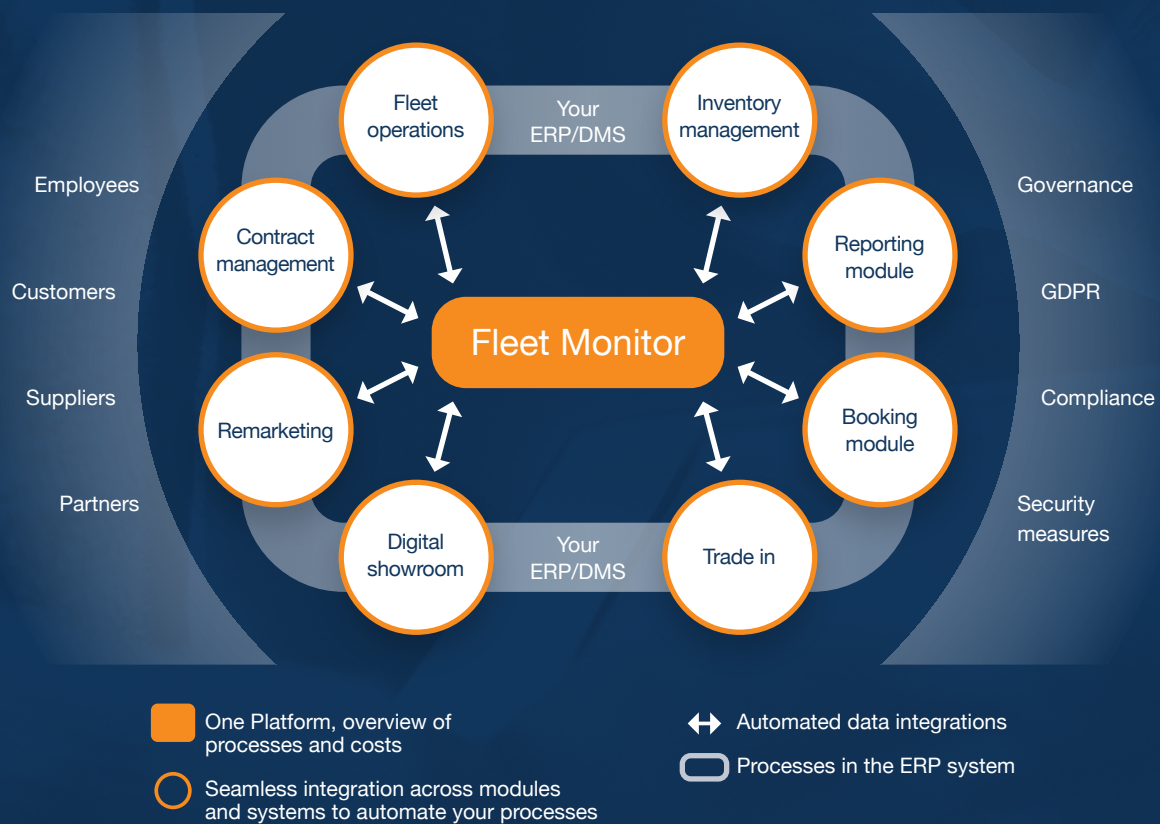 Fleet
operations
Your
ERP/DMS
Inventory
management
Employees
Customers
Suppliers
Partners
Contract
management
Reporting
module
Governance
GDPR
Compliance
Security
measures
Fleet Monitor
Remarketing
Booking
module
Digital
showroom
Your
ERP/DMS
Trade in
One Platform, overview of
processes and costs
Seamless integration across modules
and systems to automate your processes
Automated data integrations
Processes in the ERP system